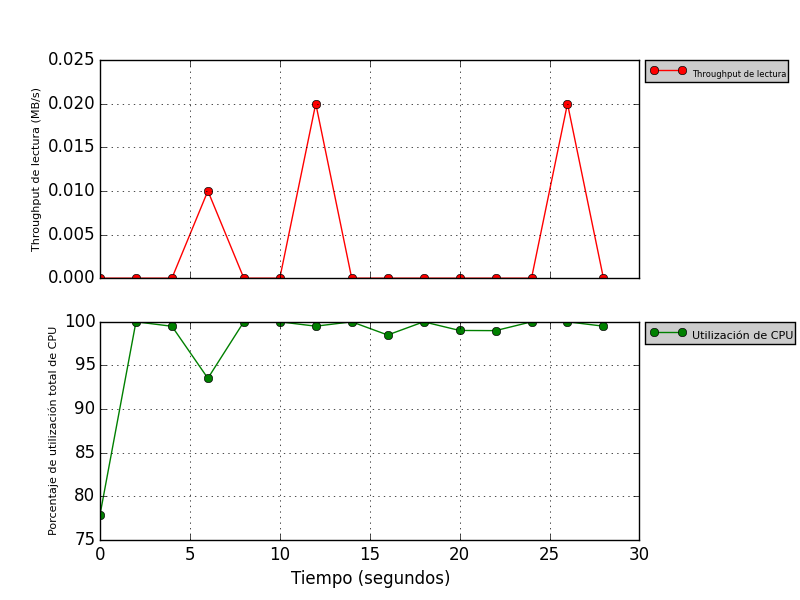 Throughput de lectura (MB/s)
0.025
0.020
0.015
0.010
0.005
0.000
Throughput de lectura
Porcentaje de utilización total de CPU
100
95
90
85
80
75
0 5 10 15 20 25 30
Tiempo (segundos)
Utilización de CPU